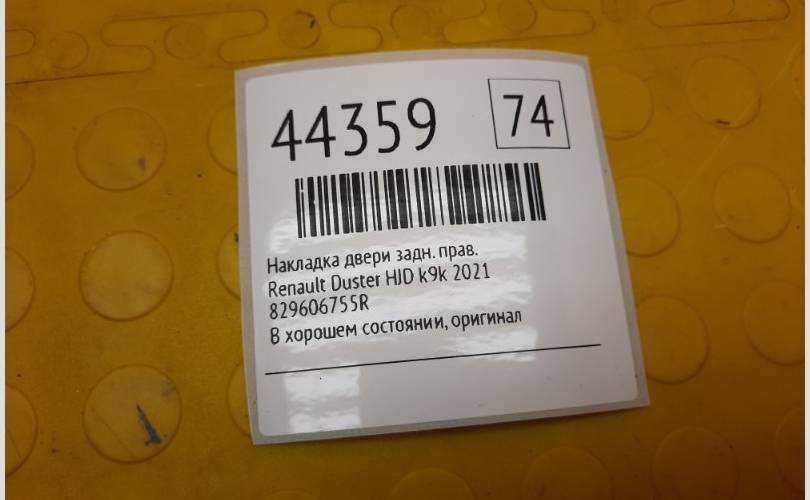 44359 74
Накладка двери задн. прав.
Renault Duster HJD k9k 2021
829606755R
В хорошем состоянии, оригинал